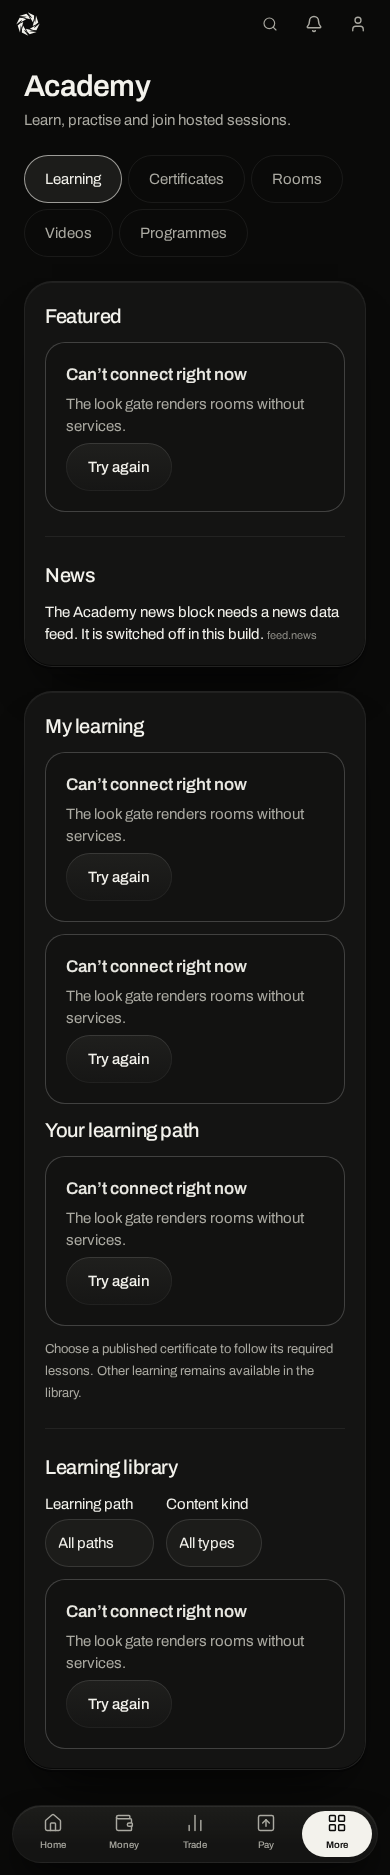 Academy
Learn, practise and join hosted sessions.
Learning
Certificates
Rooms
Videos
Programmes
Featured
Can’t connect right now
The look gate renders rooms without
services.
Try again
News
The Academy news block needs a news data
feed. It is switched off in this build. feed.news
My learning
Can’t connect right now
The look gate renders rooms without
services.
Try again
Can’t connect right now
The look gate renders rooms without
services.
Try again
Your learning path
Can’t connect right now
The look gate renders rooms without
services.
Try again
Choose a published certificate to follow its required
lessons. Other learning remains available in the
library.
Learning library
Learning path
Content kind
All paths
All types
Can’t connect right now
The look gate renders rooms without
services.
Try again
Home
Money
Trade
Pay
More